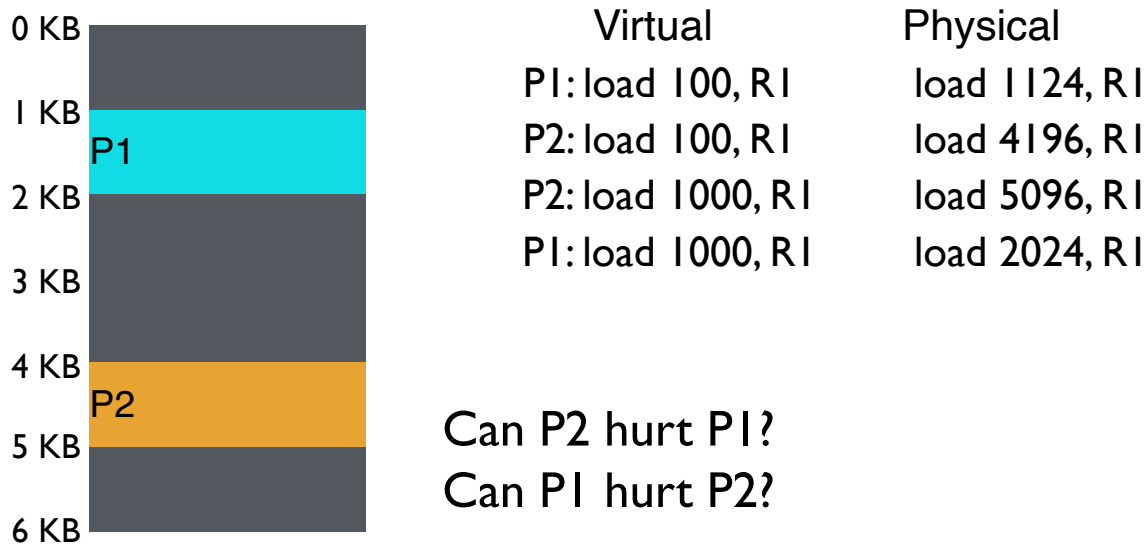 0 KB
1 KB
P1
2 KB
3 KB
4 KB
P2
5 KB
6 KB
Virtual Physical
P1: load 100, R1 load 1124, R1
P2: load 100, R1 load 4196, R1
P2: load 1000, R1 load 5096, R1
P1: load 1000, R1 load 2024, R1
Can P2 hurt P1?
Can P1 hurt P2?